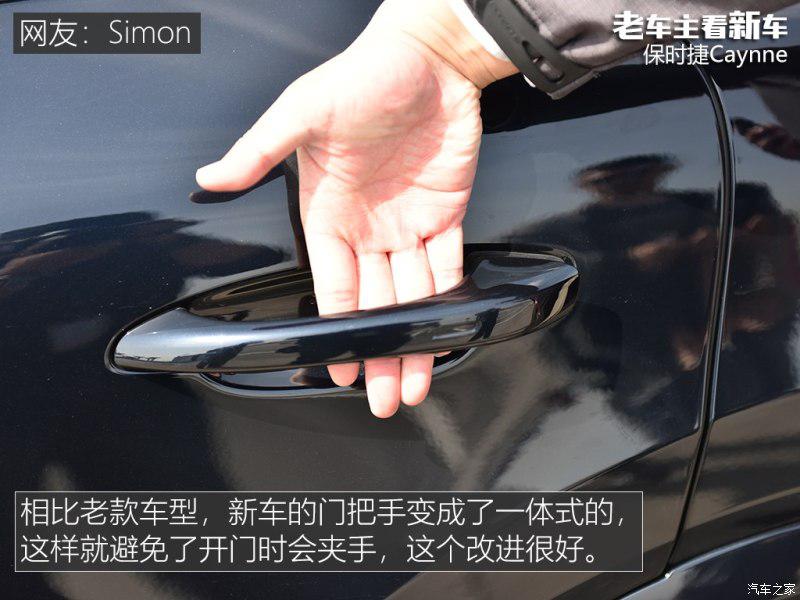 网友：Simon
老车主看新车
保时捷Caynne
相比老款车型，新车的门把手变成了一体式的，
这样就避免了开门时会夹手，这个改进很好。
汽车之家